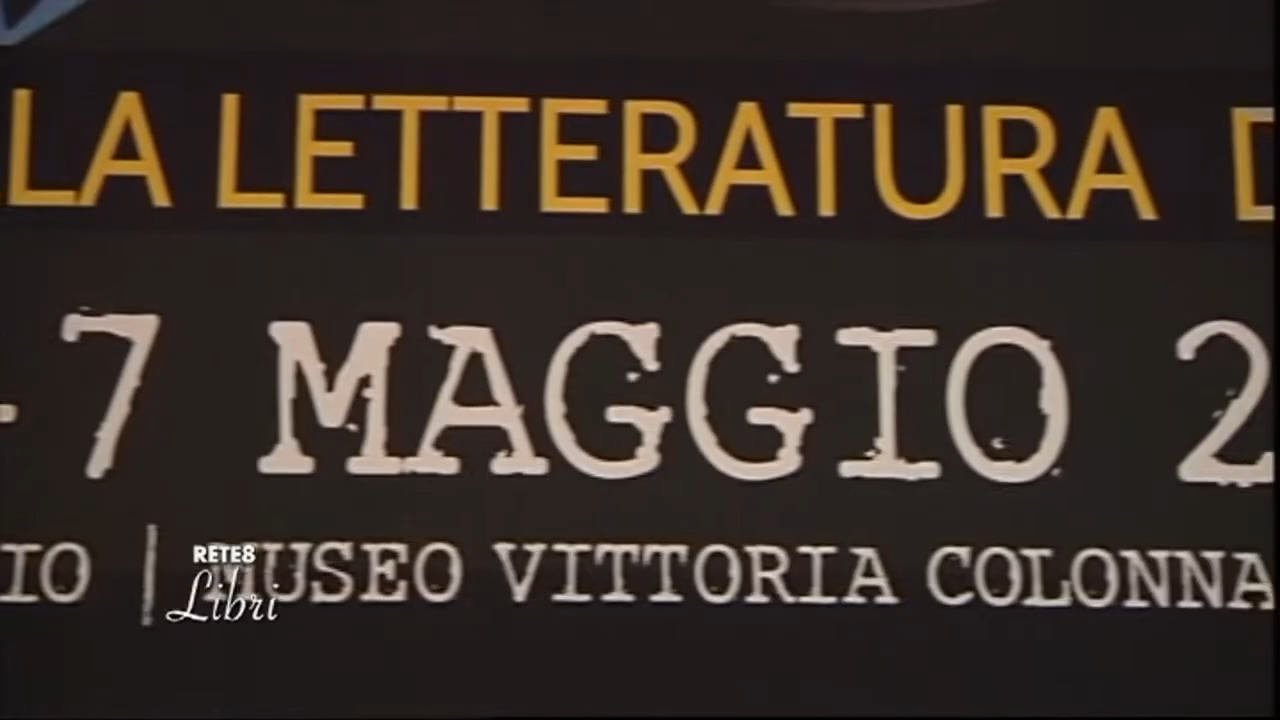 LA LETTERATURA D
- 7 MAGGIO 2
IO | MUSEO VITTORIA COLONNA
RETE8
Libri